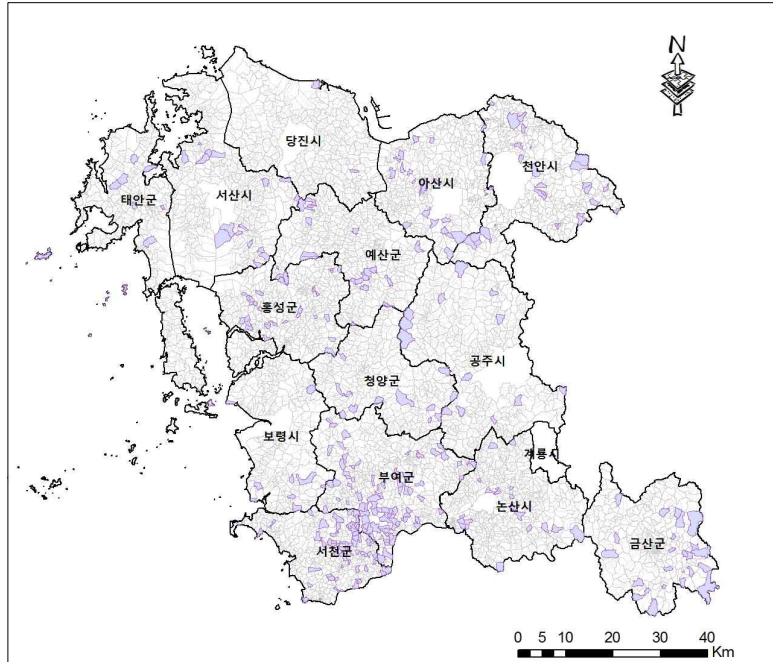 N
당진시
천안시
아산시
서산시
태안군
예산군
홍성군
공주시
청양군
보령시
계룡시
부여군
논산시
서천군
금산군
0 5 10 20 30 40
Km